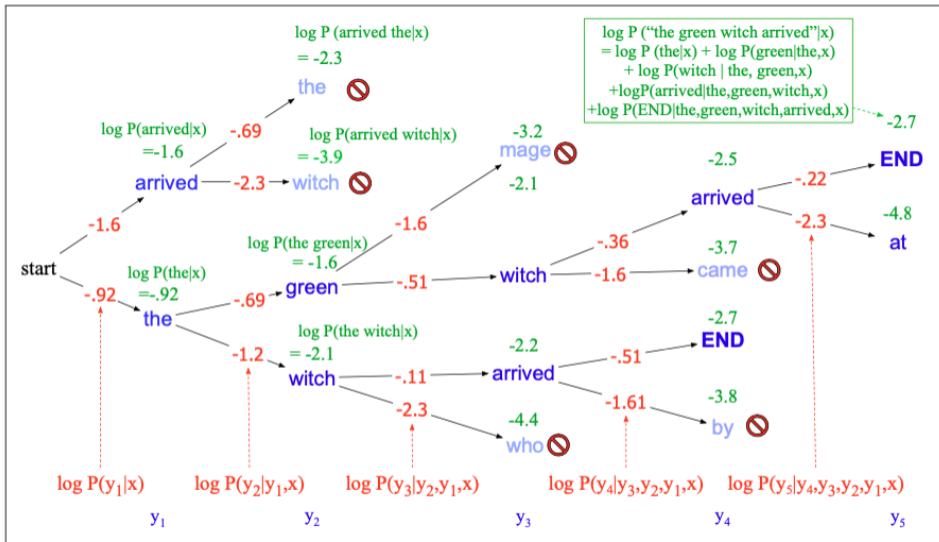 log P (arrived the|x)
= -2.3
the
log P(arrived|x)
=-1.6
-.69
log P(arrived witch|x)
= -3.9
arrived
-2.3
witch
-1.6
start
log P (“the green witch arrived”|x)
= log P (the|x) + log P(green|the,x)
+ log P(witch | the, green,x)
+logP(arrived|the,green,witch,x)
+log P(END|the,green,witch,arrived,x)
-2.7
-3.2
mage
-2.1
-1.6
-2.5
arrived
-.22
END
-2.3
-4.8
at
-.36
log P(the green|x)
= -1.6
green
-.51
witch
-1.6
-3.7
came
-.92
log P(the|x)
=-.92
the
-.69
-1.2
log P(the witch|x)
= -2.1
witch
-.11
-2.2
arrived
-.51
-2.7
END
-2.3
-1.61
-3.8
by
-4.4
who
log P(y1|x)
log P(y2|y1,x)
log P(y3|y2,y1,x)
log P(y4|y3,y2,y1,x)
log P(y5|y4,y3,y2,y1,x)
y1
y2
y3
y4
y5